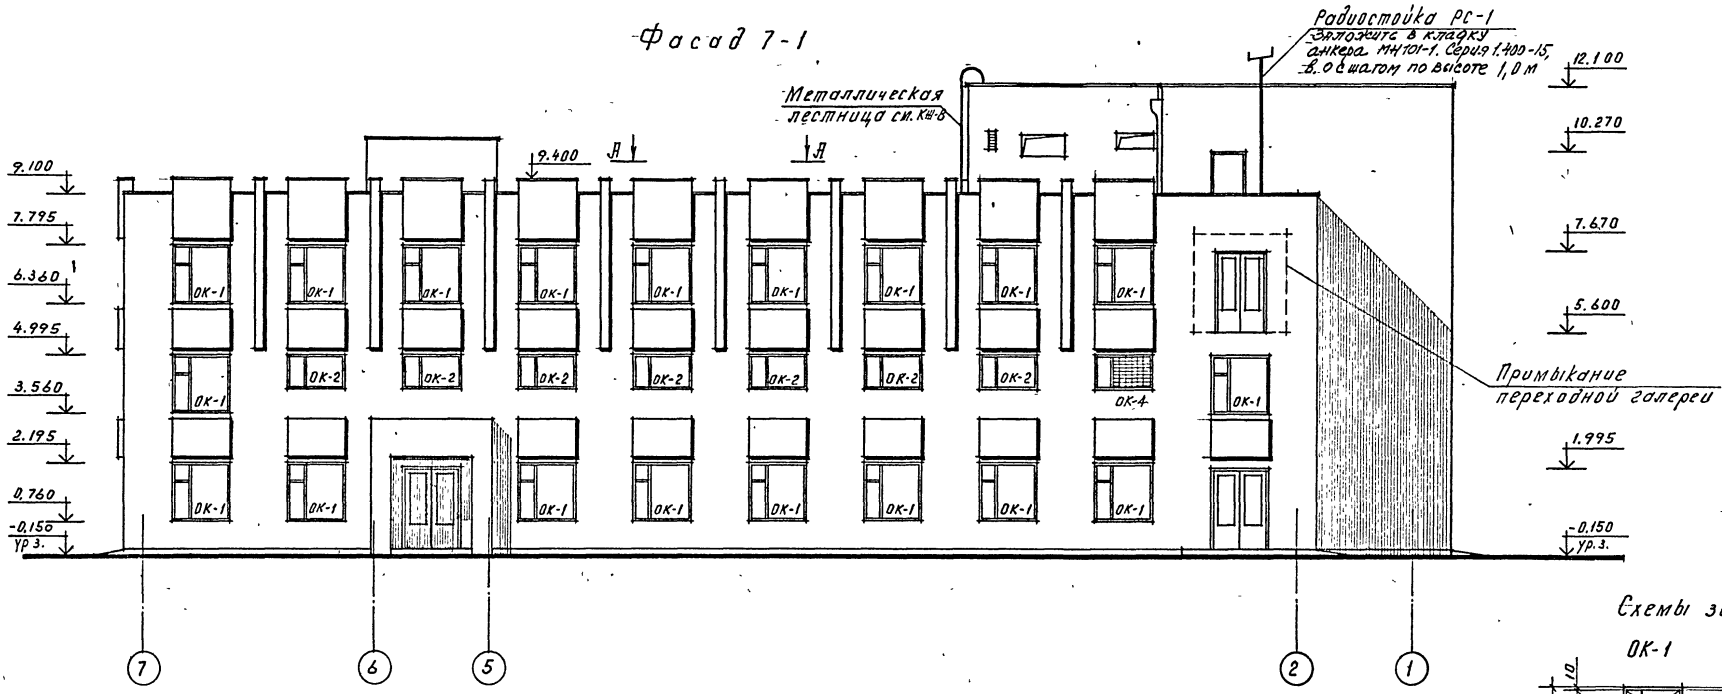 Фасад 7-1
Радиостойка РС-1
Заложить в кладку
анкера МН101-1. Серия 1.400-15,
в. о с шагом по высоте 1,0 м
Металлическая
лестница см. КЖ-8
12.100
10.270
7.670
5.600
1.995
-0.150
ур.з.
9.100
7.795
6.360
4.995
3.560
2.195
0.760
-0.150
ур з.
9.400
А А
ОК-1 ОК-1 ОК-1 ОК-1 ОК-1 ОК-1 ОК-1 ОК-1 ОК-1
ОК-1 ОК-2 ОК-2 ОК-2 ОК-2 ОК-2 ОК-2 ОК-2 ОК-4 ОК-1
ОК-1 ОК-1 ОК-1 ОК-1 ОК-1 ОК-1 ОК-1 ОК-1
Примыкание
переходной галереи
7 6 5 2 1
Схемы
ОК-1
10